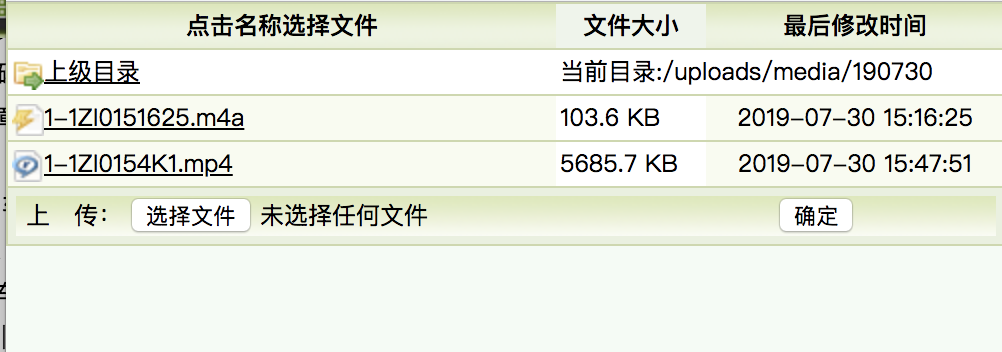 点击名称选择文件 文件大小 最后修改时间
上级目录 当前目录:/uploads/media/190730
1-1ZI0151625.m4a 103.6 KB 2019-07-30 15:16:25
1-1ZI0154K1.mp4 5685.7 KB 2019-07-30 15:47:51
上 传: 选择文件 未选择任何文件 确定